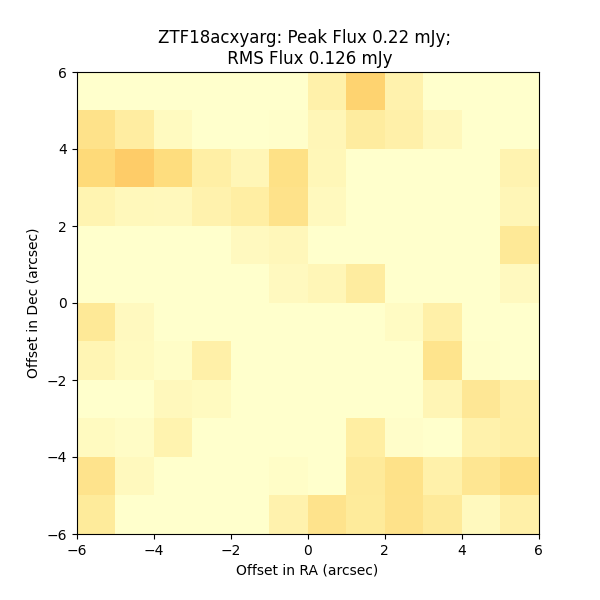 ZTF18acxyarg: Peak Flux 0.22 mJy;
RMS Flux 0.126 mJy
6
4
2
0
−2
−4
−6
Offset in Dec (arcsec)
−6 −4 −2 0 2 4 6
Offset in RA (arcsec)